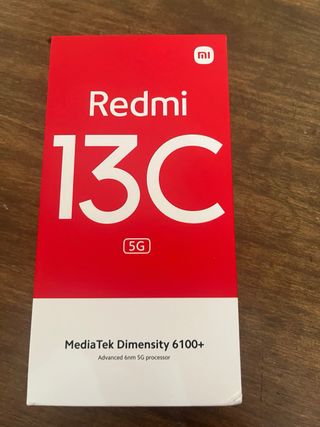 mi
Redmi
13C
5G
MediaTek Dimensity 6100+
Advanced 6nm 5G processor